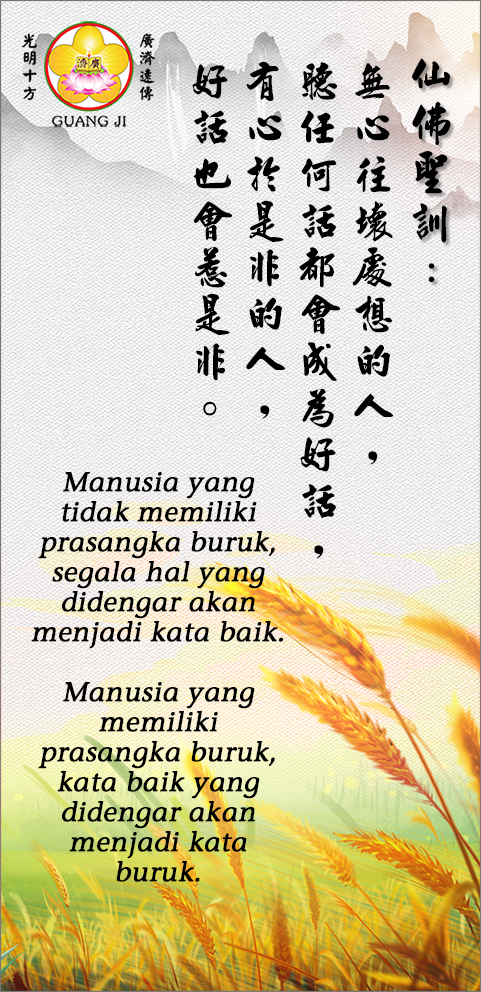 光明十方
廣濟
廣濟遠傳
GUANG JI
仙佛聖訓：
無心往壞處想的人，
聽任何話都會成為好話，
有心於是非的人，
好話也會惹是非。
Manusia yang
tidak memiliki
prasangka buruk,
segala hal yang
didengar akan
menjadi kata baik.
Manusia yang
memiliki
prasangka buruk,
kata baik yang
didengar akan
menjadi kata
buruk.